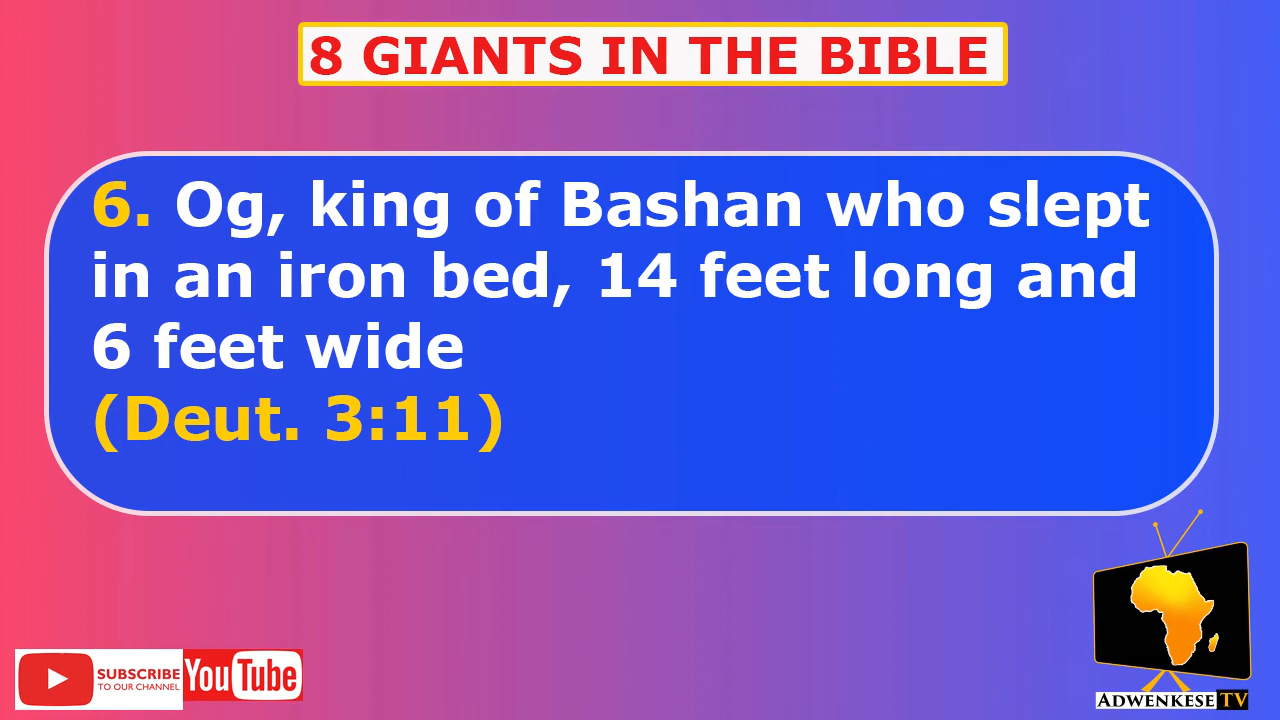 8 GIANTS IN THE BIBLE
6. Og, king of Bashan who slept
in an iron bed, 14 feet long and
6 feet wide
(Deut. 3:11)
SUBSCRIBE
TO OUR CHANNEL
YouTube
ADWENKESE TV